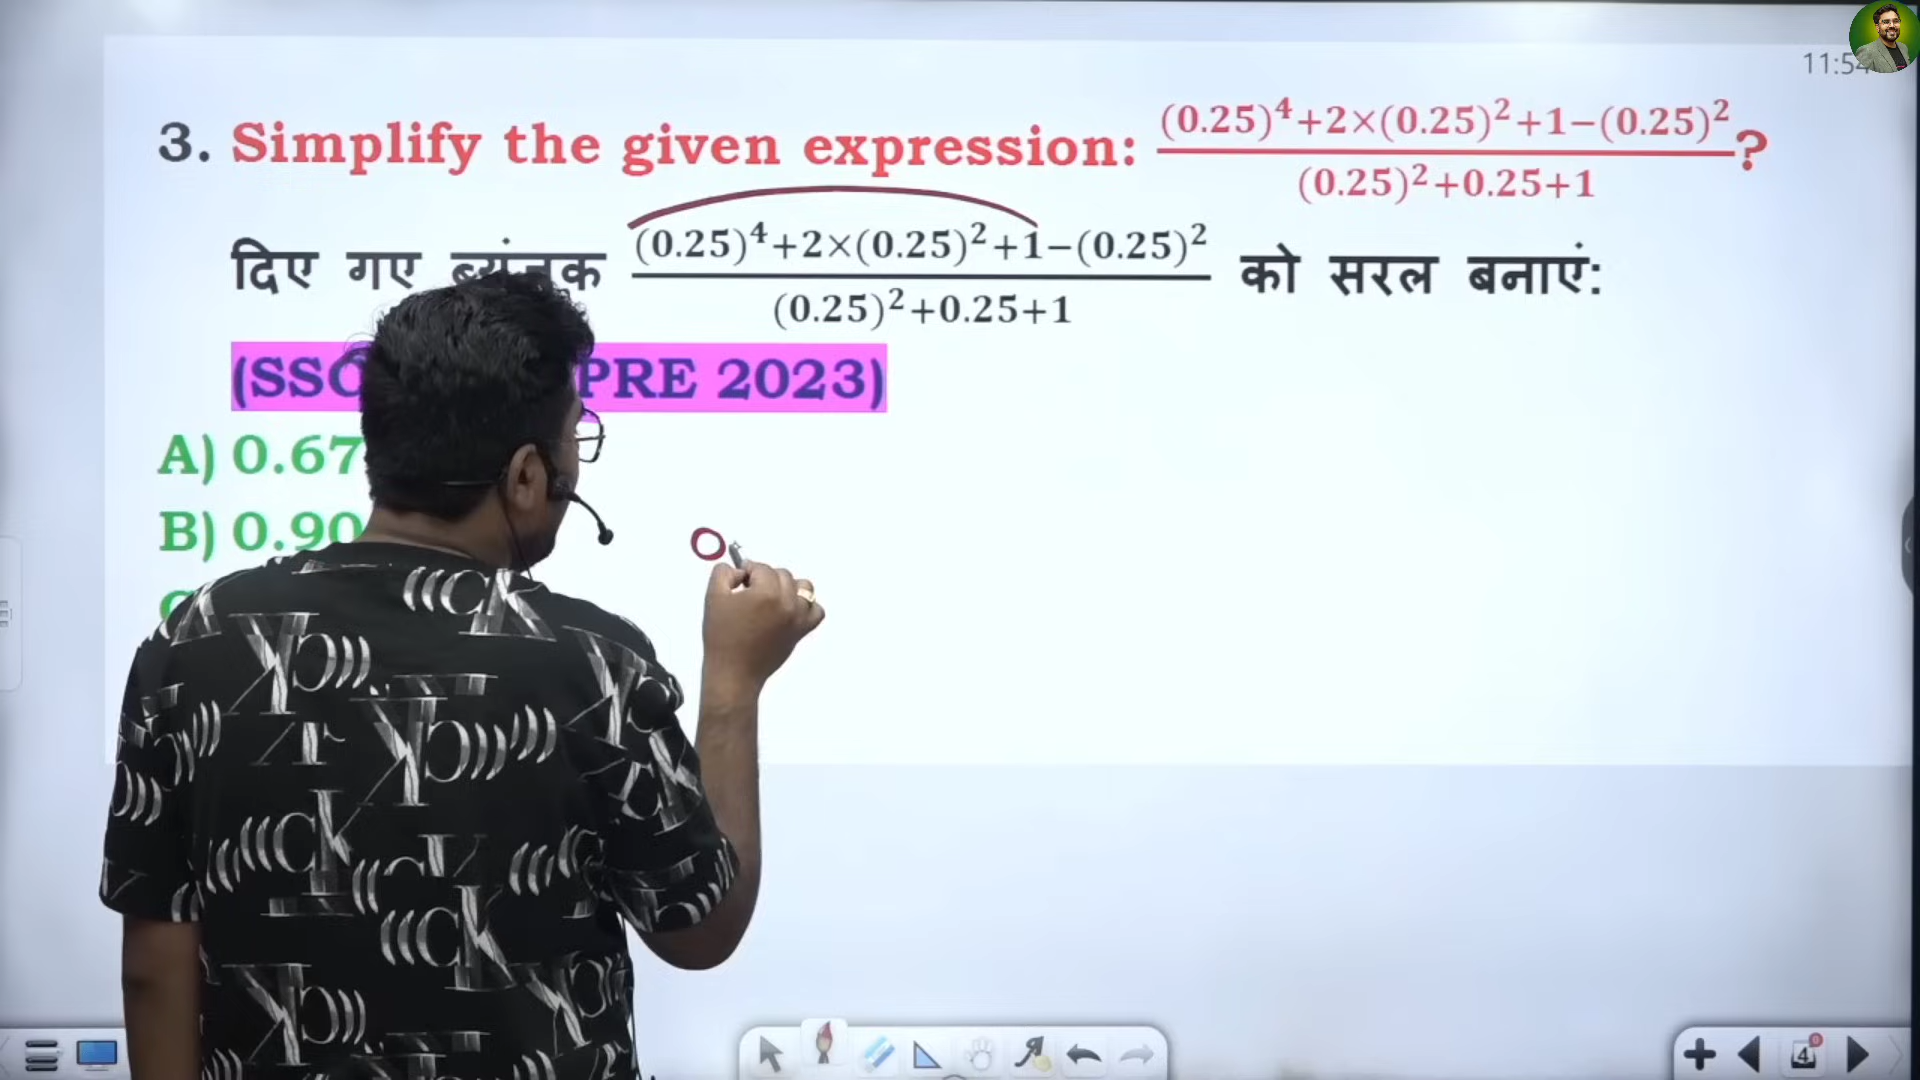 11:54
3. Simplify the given expression: (0.25)⁴+2×(0.25)²+1−(0.25)² / (0.25)²+0.25+1 ?
दिए गए व्यंजक (0.25)⁴+2×(0.25)²+1−(0.25)² / (0.25)²+0.25+1 को सरल बनाएं:
(SSC PRE 2023)
A) 0.67
B) 0.90